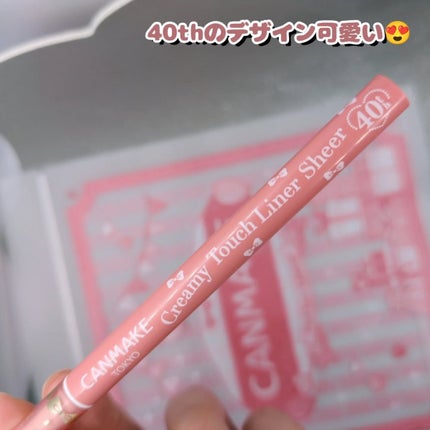 40thのデザイン可愛い😍
CANMAKE
TOKYO
Creamy Touch Liner Sheer
40th
CANMAKE